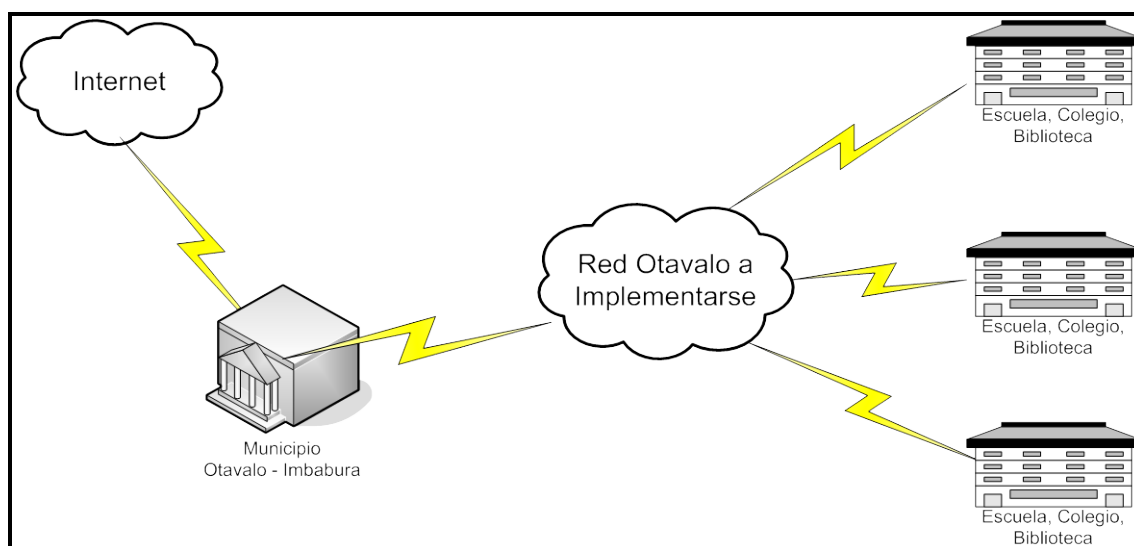 Internet
Escuela, Colegio,
Biblioteca
Red Otavalo a
Implementarse
Escuela, Colegio,
Biblioteca
Municipio
Otavalo - Imbabura
Escuela, Colegio,
Biblioteca